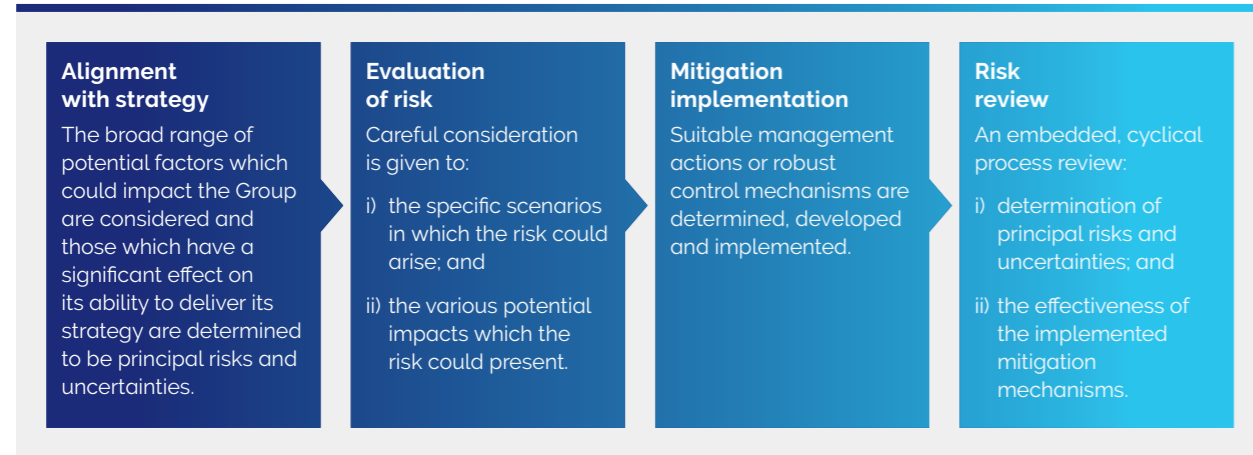 Alignment
with strategy
The broad range of
potential factors which
could impact the Group
are considered and
those which have a
significant effect on
its ability to deliver its
strategy are determined
to be principal risks and
uncertainties.
Evaluation
of risk
Careful consideration
is given to:
i) the specific scenarios
in which the risk could
arise; and
ii) the various potential
impacts which the
risk could present.
Mitigation
implementation
Suitable management
actions or robust
control mechanisms are
determined, developed
and implemented.
Risk
review
An embedded, cyclical
process review:
i) determination of
principal risks and
uncertainties; and
ii) the effectiveness of
the implemented
mitigation
mechanisms.